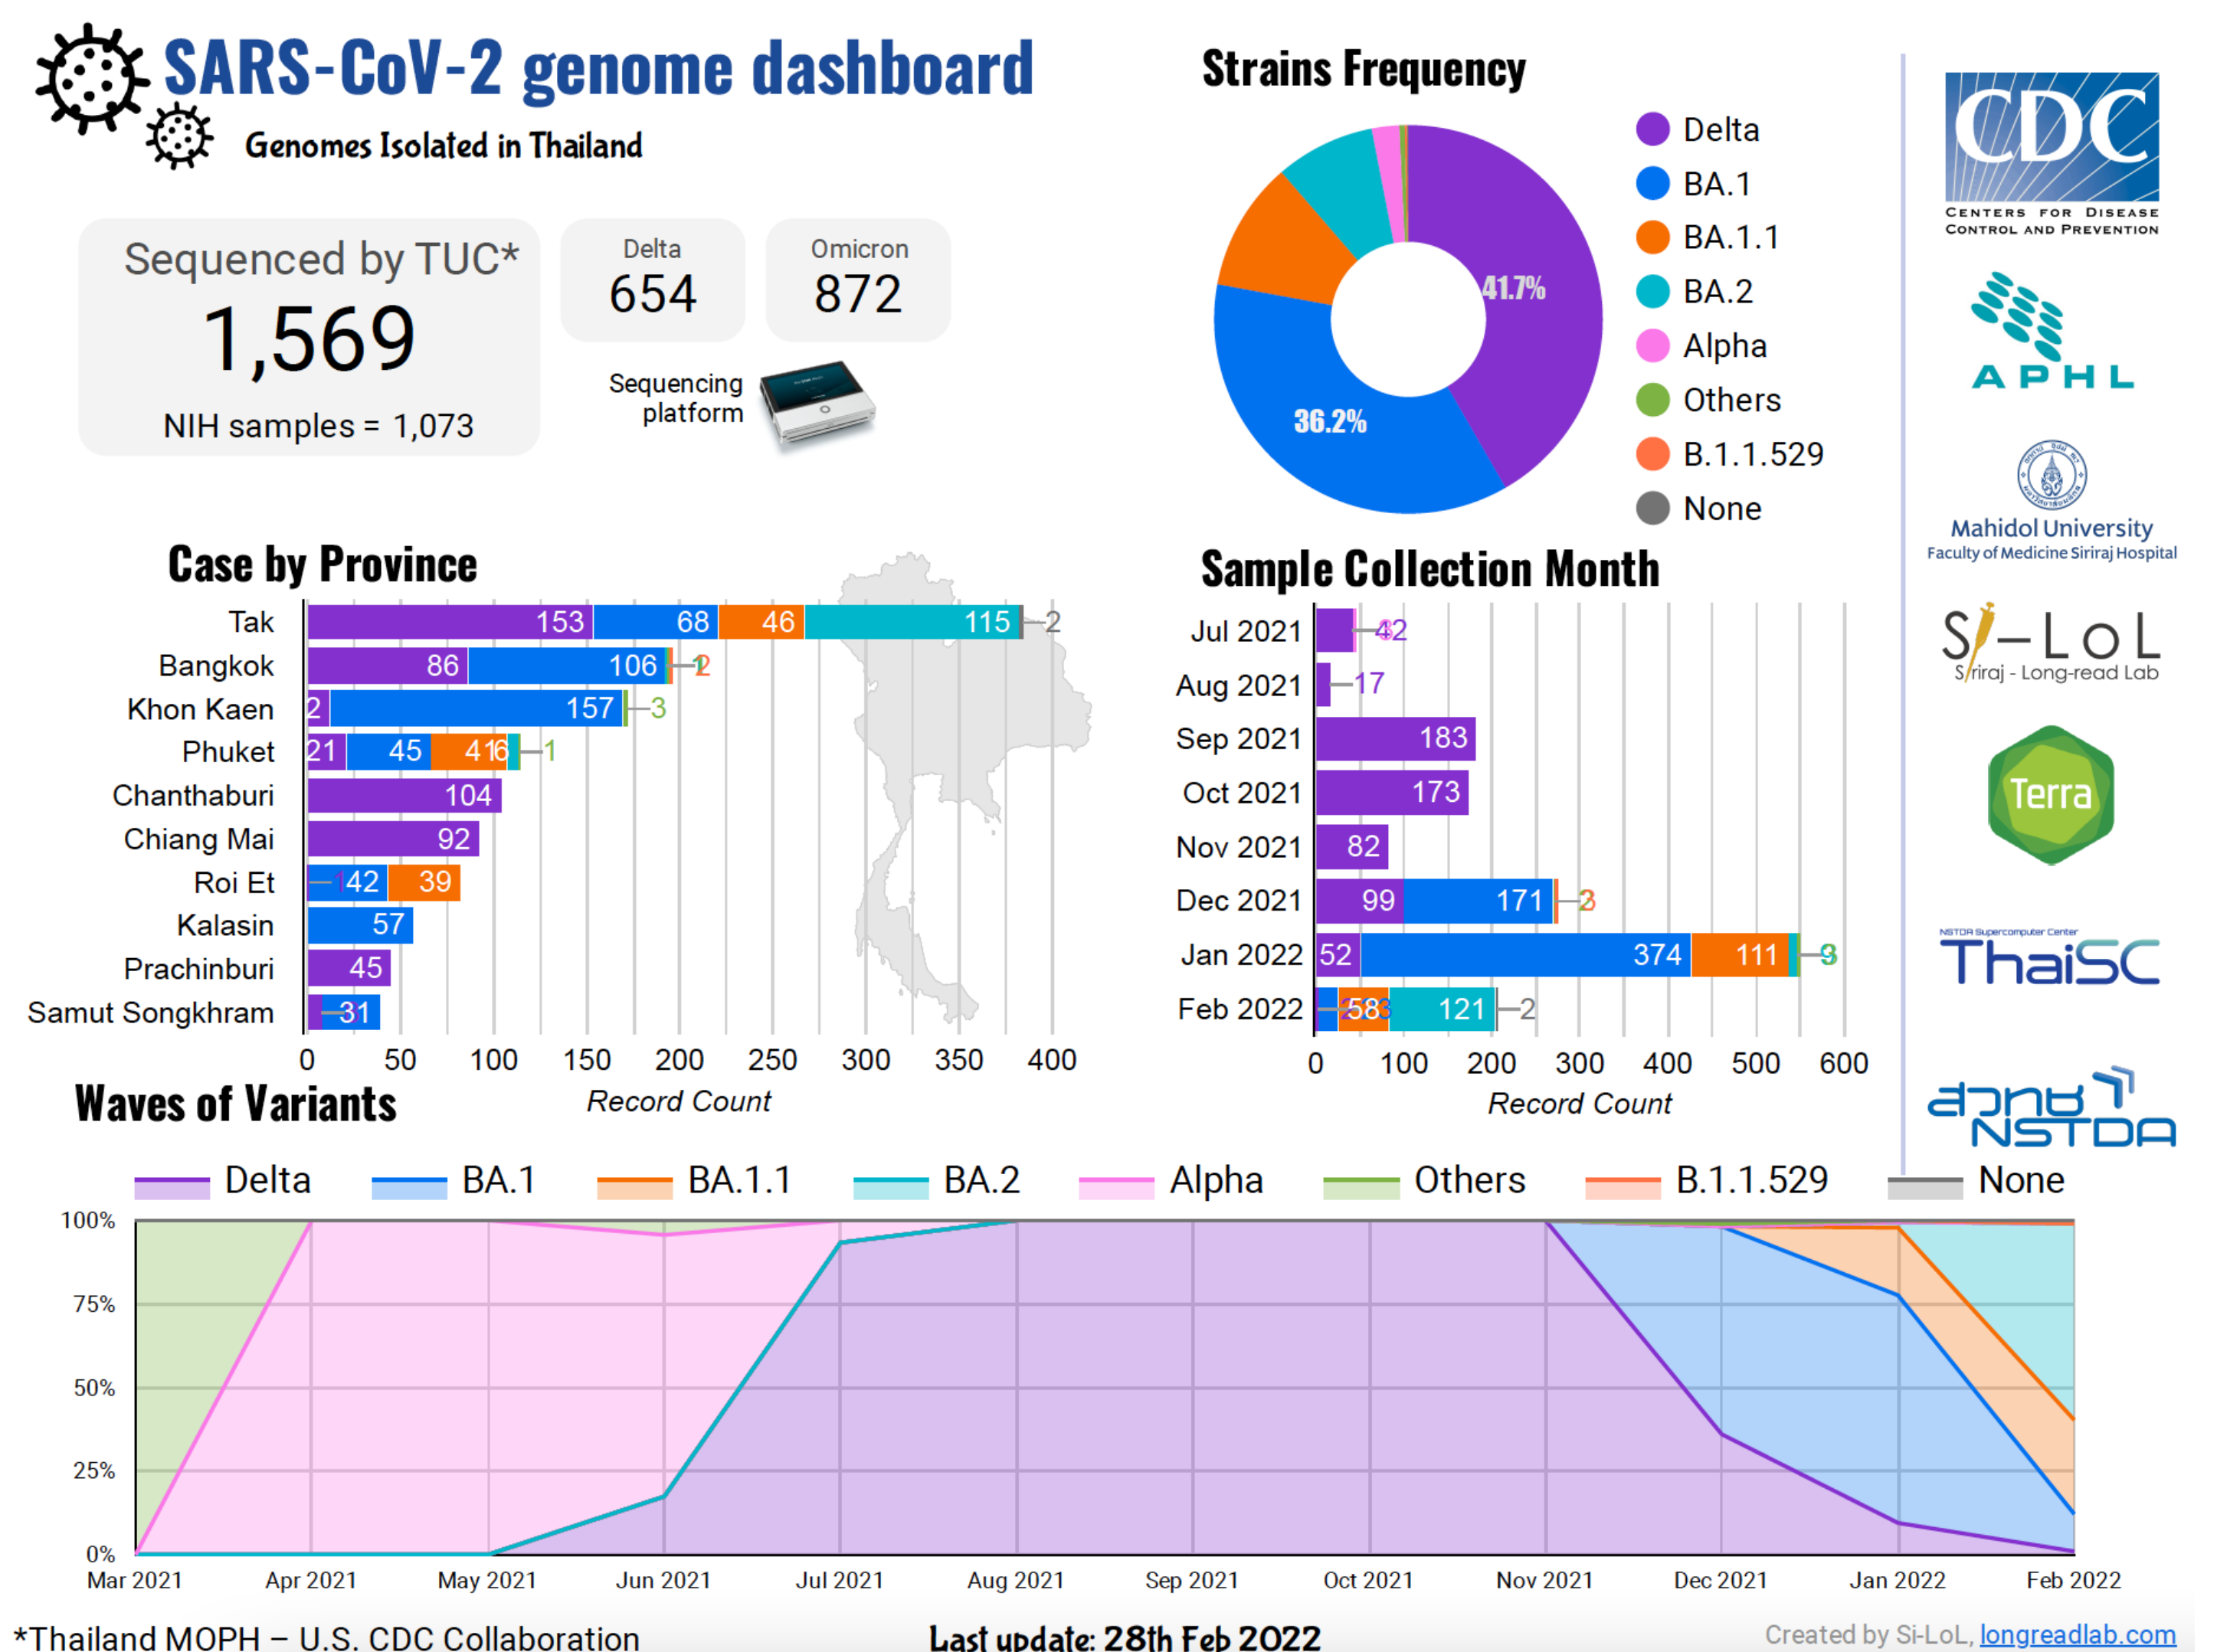 SARS-CoV-2 genome dashboard
Genomes Isolated in Thailand
Sequenced by TUC*
1,569
NIH samples = 1,073
Delta
654
Omicron
872
Sequencing
platform
Strains Frequency
41.7%
36.2%
Delta
BA.1
BA.1.1
BA.2
Alpha
Others
B.1.1.529
None
CDC
CENTERS FOR DISEASE
CONTROL AND PREVENTION
APHL
Mahidol University
Faculty of Medicine Siriraj Hospital
Si-LoL
Siriraj - Long-read Lab
Terra
NSTDA Supercomputer Center
ThaiSC
สวทช
NSTDA
Case by Province
Tak 153 68 46 115 2
Bangkok 86 106 2
Khon Kaen 2 157 3
Phuket 21 45 41 6 1
Chanthaburi 104
Chiang Mai 92
Roi Et 1 42 39
Kalasin 57
Prachinburi 45
Samut Songkhram 31
0 50 100 150 200 250 300 350 400
Record Count
Sample Collection Month
Jul 2021 42
Aug 2021 17
Sep 2021 183
Oct 2021 173
Nov 2021 82
Dec 2021 99 171 3
Jan 2022 52 374 111
Feb 2022 58 121 2
0 100 200 300 400 500 600
Record Count
Waves of Variants
Delta BA.1 BA.1.1 BA.2 Alpha Others B.1.1.529 None
100%
75%
50%
25%
0%
Mar 2021 Apr 2021 May 2021 Jun 2021 Jul 2021 Aug 2021 Sep 2021 Oct 2021 Nov 2021 Dec 2021 Jan 2022 Feb 2022
*Thailand MOPH – U.S. CDC Collaboration
Last update: 28th Feb 2022
Created by Si-LoL, longreadlab.com